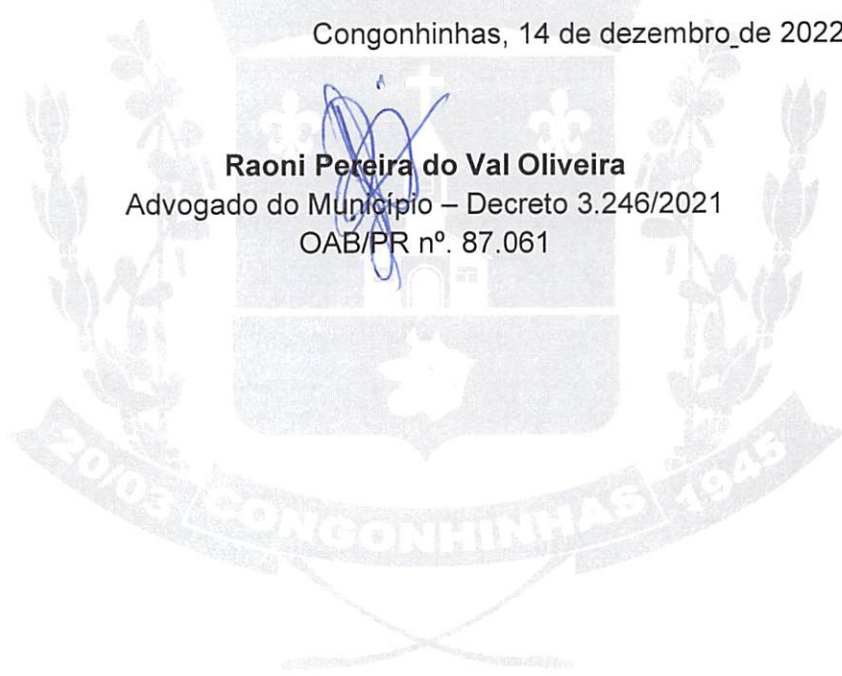 Congonhinhas, 14 de dezembro de 2022
Raoni Pereira do Val Oliveira
Advogado do Município – Decreto 3.246/2021
OAB/PR nº. 87.061
20/03 CONGONHINHAS 1945